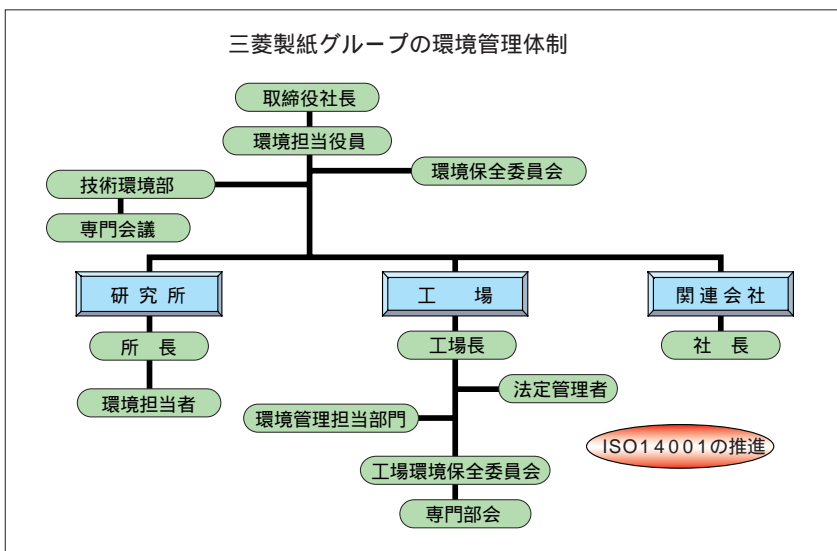 三菱製紙グループの環境管理体制
取締役社長
環境担当役員
環境保全委員会
技術環境部
専門会議
研究所
工場
関連会社
所長
工場長
社長
環境担当者
法定管理者
環境管理担当部門
ISO14001の推進
工場環境保全委員会
専門部会